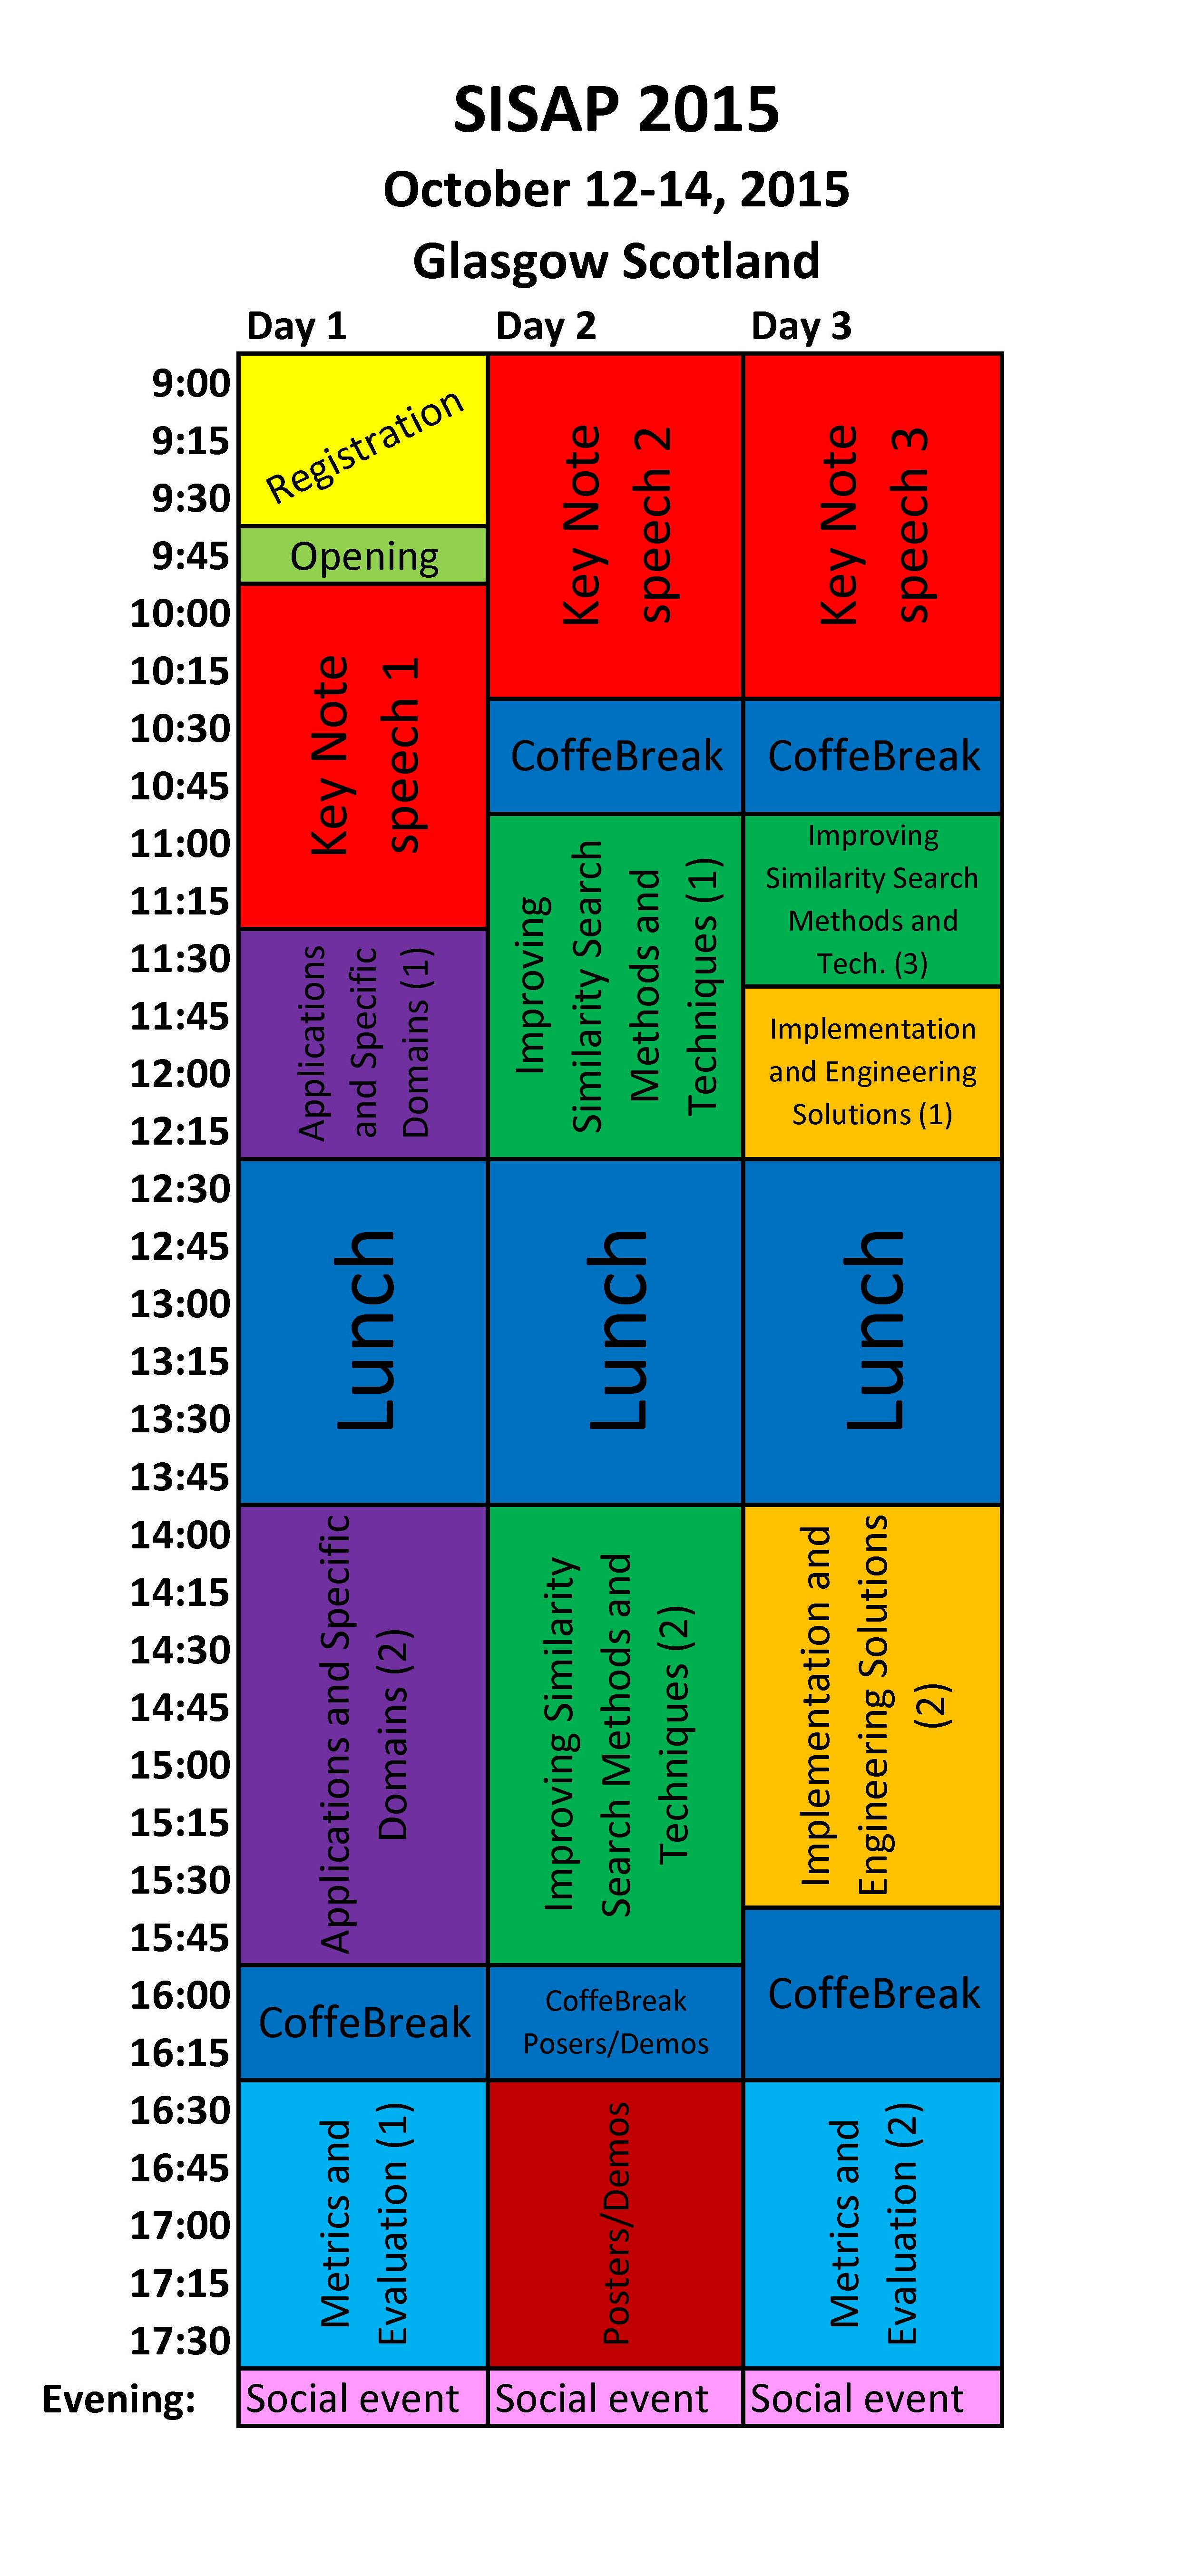 SISAP 2015
October 12-14, 2015
Glasgow Scotland
Day 1 Day 2 Day 3
9:00
9:15
9:30
9:45
10:00
10:15
10:30
10:45
11:00
11:15
11:30
11:45
12:00
12:15
12:30
12:45
13:00
13:15
13:30
13:45
14:00
14:15
14:30
14:45
15:00
15:15
15:30
15:45
16:00
16:15
16:30
16:45
17:00
17:15
17:30
Evening:
Registration
Opening
Key Note
speech 1
Applications
and Specific
Domains (1)
Lunch
Applications and Specific
Domains (2)
CoffeBreak
Metrics and
Evaluation (1)
Social event
Key Note
speech 2
CoffeBreak
Improving
Similarity Search
Methods and
Techniques (1)
Lunch
Improving Similarity
Search Methods and
Techniques (2)
CoffeBreak
Posers/Demos
Posters/Demos
Social event
Key Note
speech 3
CoffeBreak
Improving
Similarity Search
Methods and
Tech. (3)
Implementation
and Engineering
Solutions (1)
Lunch
Implementation and
Engineering Solutions
(2)
CoffeBreak
Metrics and
Evaluation (2)
Social event